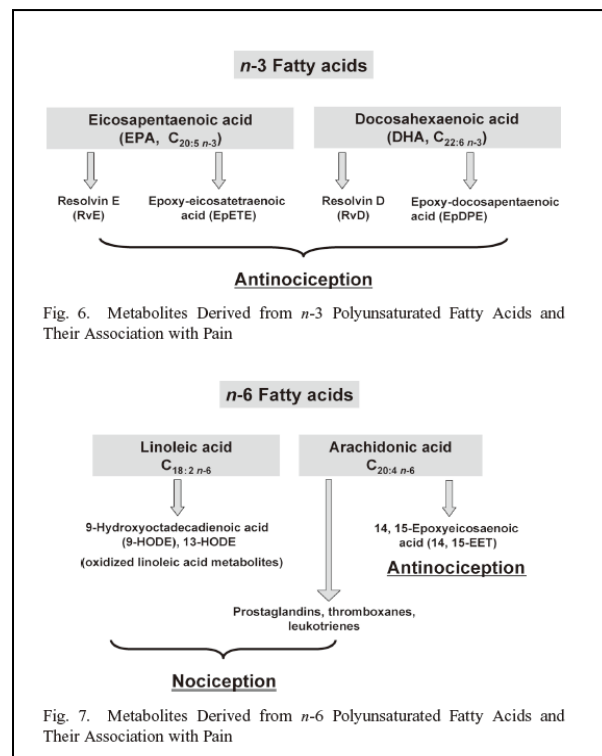 n-3 Fatty acids
Eicosapentaenoic acid
(EPA, C20:5 n-3)
Docosahexaenoic acid
(DHA, C22:6 n-3)
Resolvin E
(RvE)
Epoxy-eicosatetraenoic
acid (EpETE)
Resolvin D
(RvD)
Epoxy-docosapentaenoic
acid (EpDPE)
Antinociception
Fig. 6. Metabolites Derived from n-3 Polyunsaturated Fatty Acids and
Their Association with Pain
n-6 Fatty acids
Linoleic acid
C18:2 n-6
Arachidonic acid
C20:4 n-6
9-Hydroxyoctadecadienoic acid
(9-HODE), 13-HODE
(oxidized linoleic acid metabolites)
14, 15-Epoxyeicosaenoic
acid (14, 15-EET)
Antinociception
Prostaglandins, thromboxanes,
leukotrienes
Nociception
Fig. 7. Metabolites Derived from n-6 Polyunsaturated Fatty Acids and
Their Association with Pain